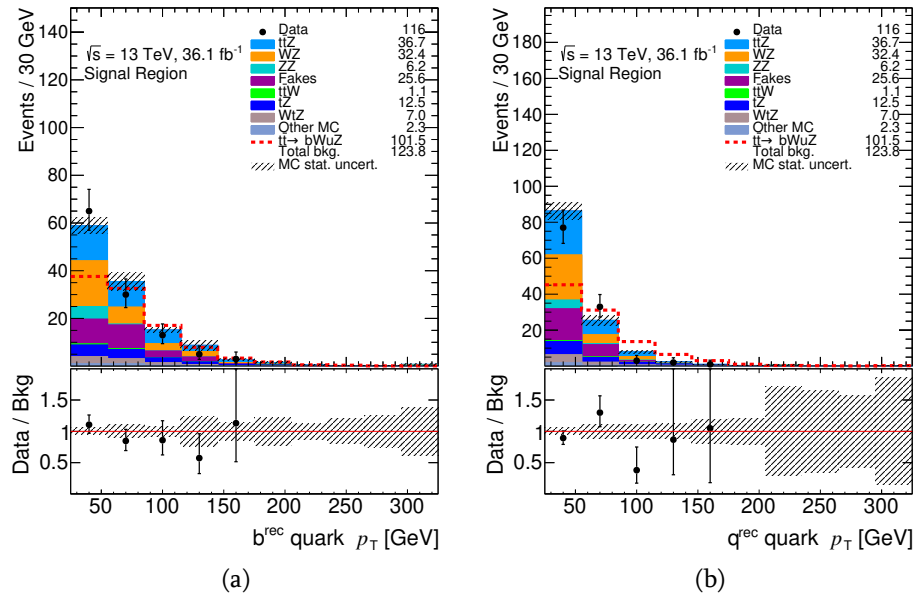 Events / 30 GeV
140
120
100
80
60
40
20
√s = 13 TeV, 36.1 fb⁻¹
Signal Region
Data 116
ttZ 36.7
WZ 32.4
ZZ 6.2
Fakes 25.6
ttW 1.1
tZ 12.5
WtZ 7.0
Other MC 2.3
tt→ bWuZ 101.5
Total bkg. 123.8
MC stat. uncert.
Data / Bkg
1.5
1
0.5
50 100 150 200 250 300
b^rec quark p_T [GeV]
(a)
Events / 30 GeV
180
160
140
120
100
80
60
40
20
√s = 13 TeV, 36.1 fb⁻¹
Signal Region
Data 116
ttZ 36.7
WZ 32.4
ZZ 6.2
Fakes 25.6
ttW 1.1
tZ 12.5
WtZ 7.0
Other MC 2.3
tt→ bWuZ 101.5
Total bkg. 123.8
MC stat. uncert.
Data / Bkg
1.5
1
0.5
50 100 150 200 250 300
q^rec quark p_T [GeV]
(b)